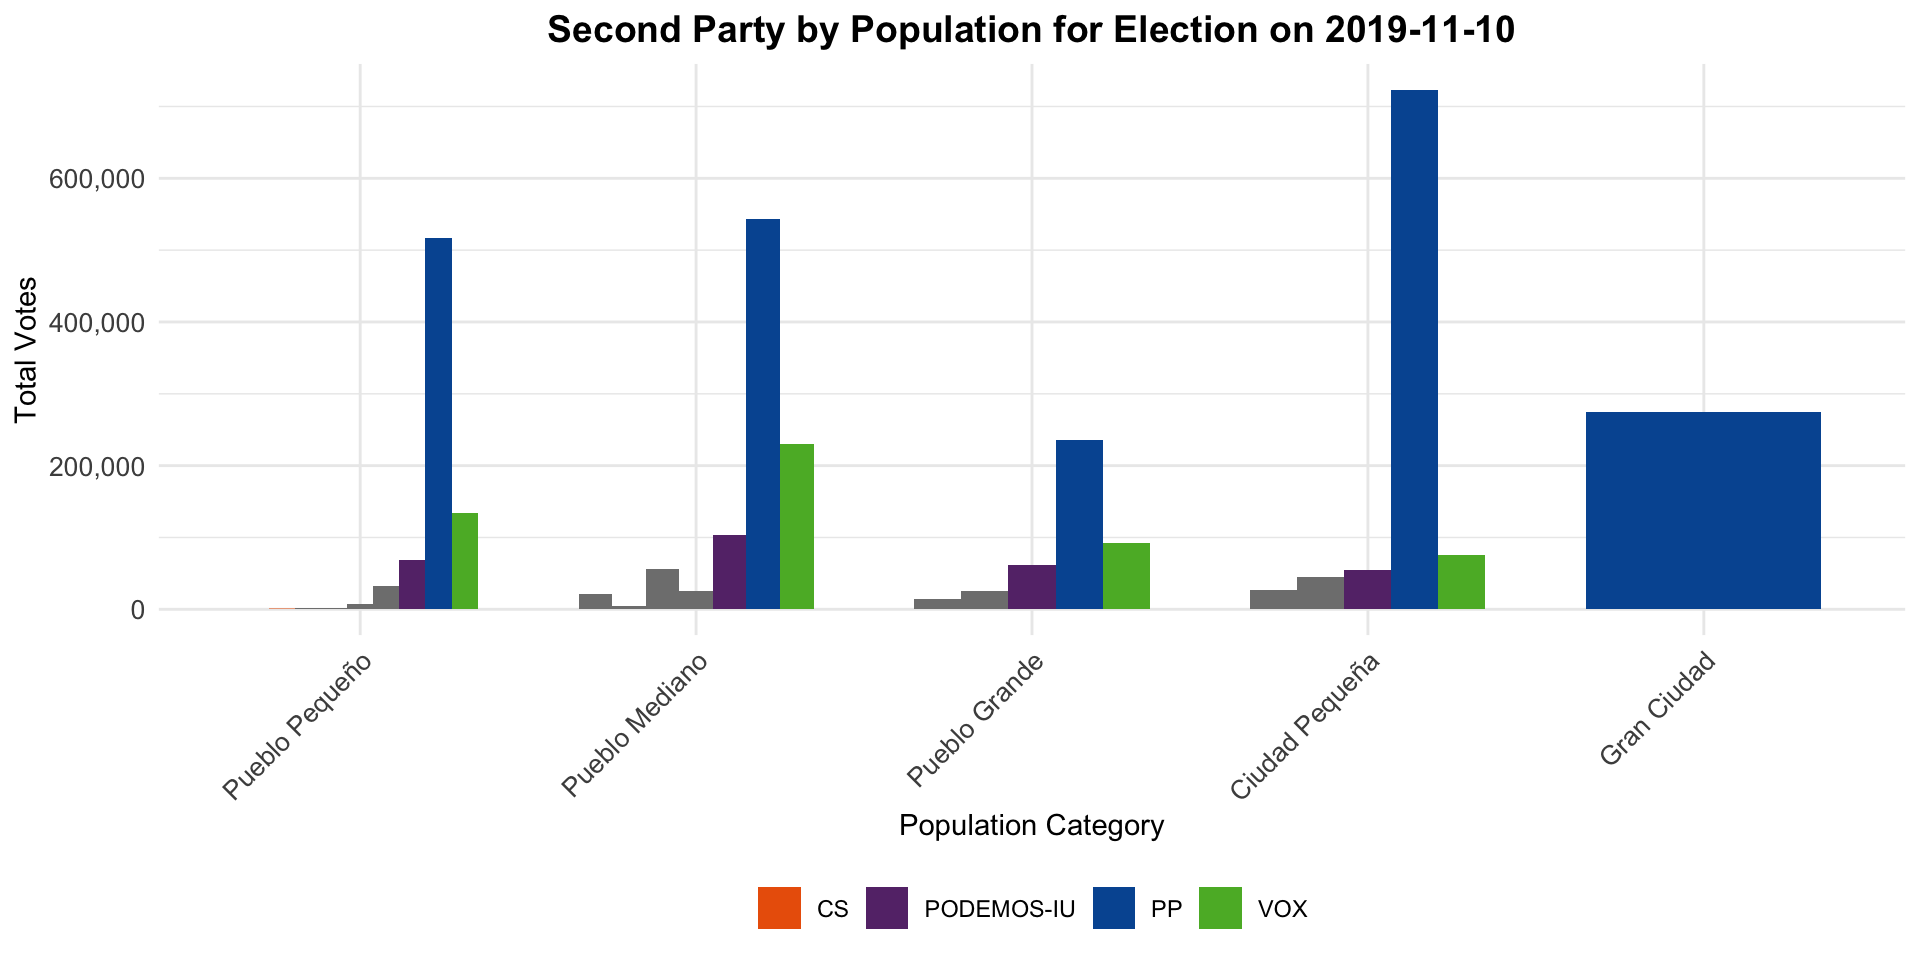 Second Party by Population for Election on 2019-11-10
Total Votes
600,000
400,000
200,000
0
Pueblo Pequeño
Pueblo Mediano
Pueblo Grande
Ciudad Pequeña
Gran Ciudad
Population Category
CS PODEMOS-IU PP VOX